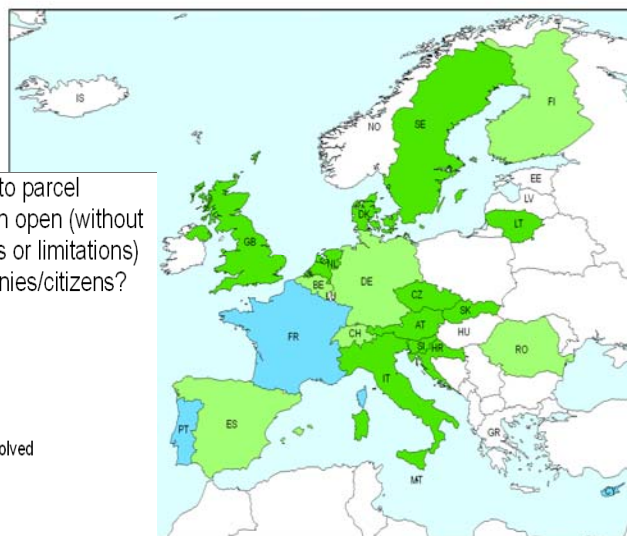 IS
NO
SE
FI
EE
LV
to parcel
n open (without
s or limitations)
nies/citizens?
DK
LT
GB
NL
BE
DE
LU
CZ
SK
FR
CH
AT
HU
SI
HR
RO
IT
PT
ES
GR
olved
MT